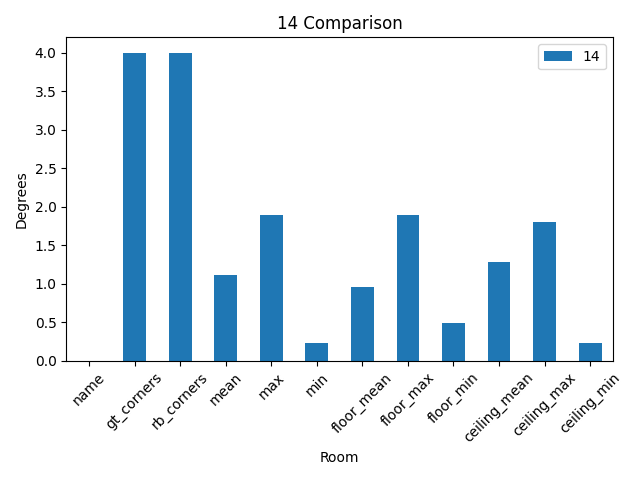 14 Comparison
14
Degrees
4.0
3.5
3.0
2.5
2.0
1.5
1.0
0.5
0.0
name
gt_corners
rb_corners
mean
max
min
floor_mean
floor_max
floor_min
ceiling_mean
ceiling_max
ceiling_min
Room